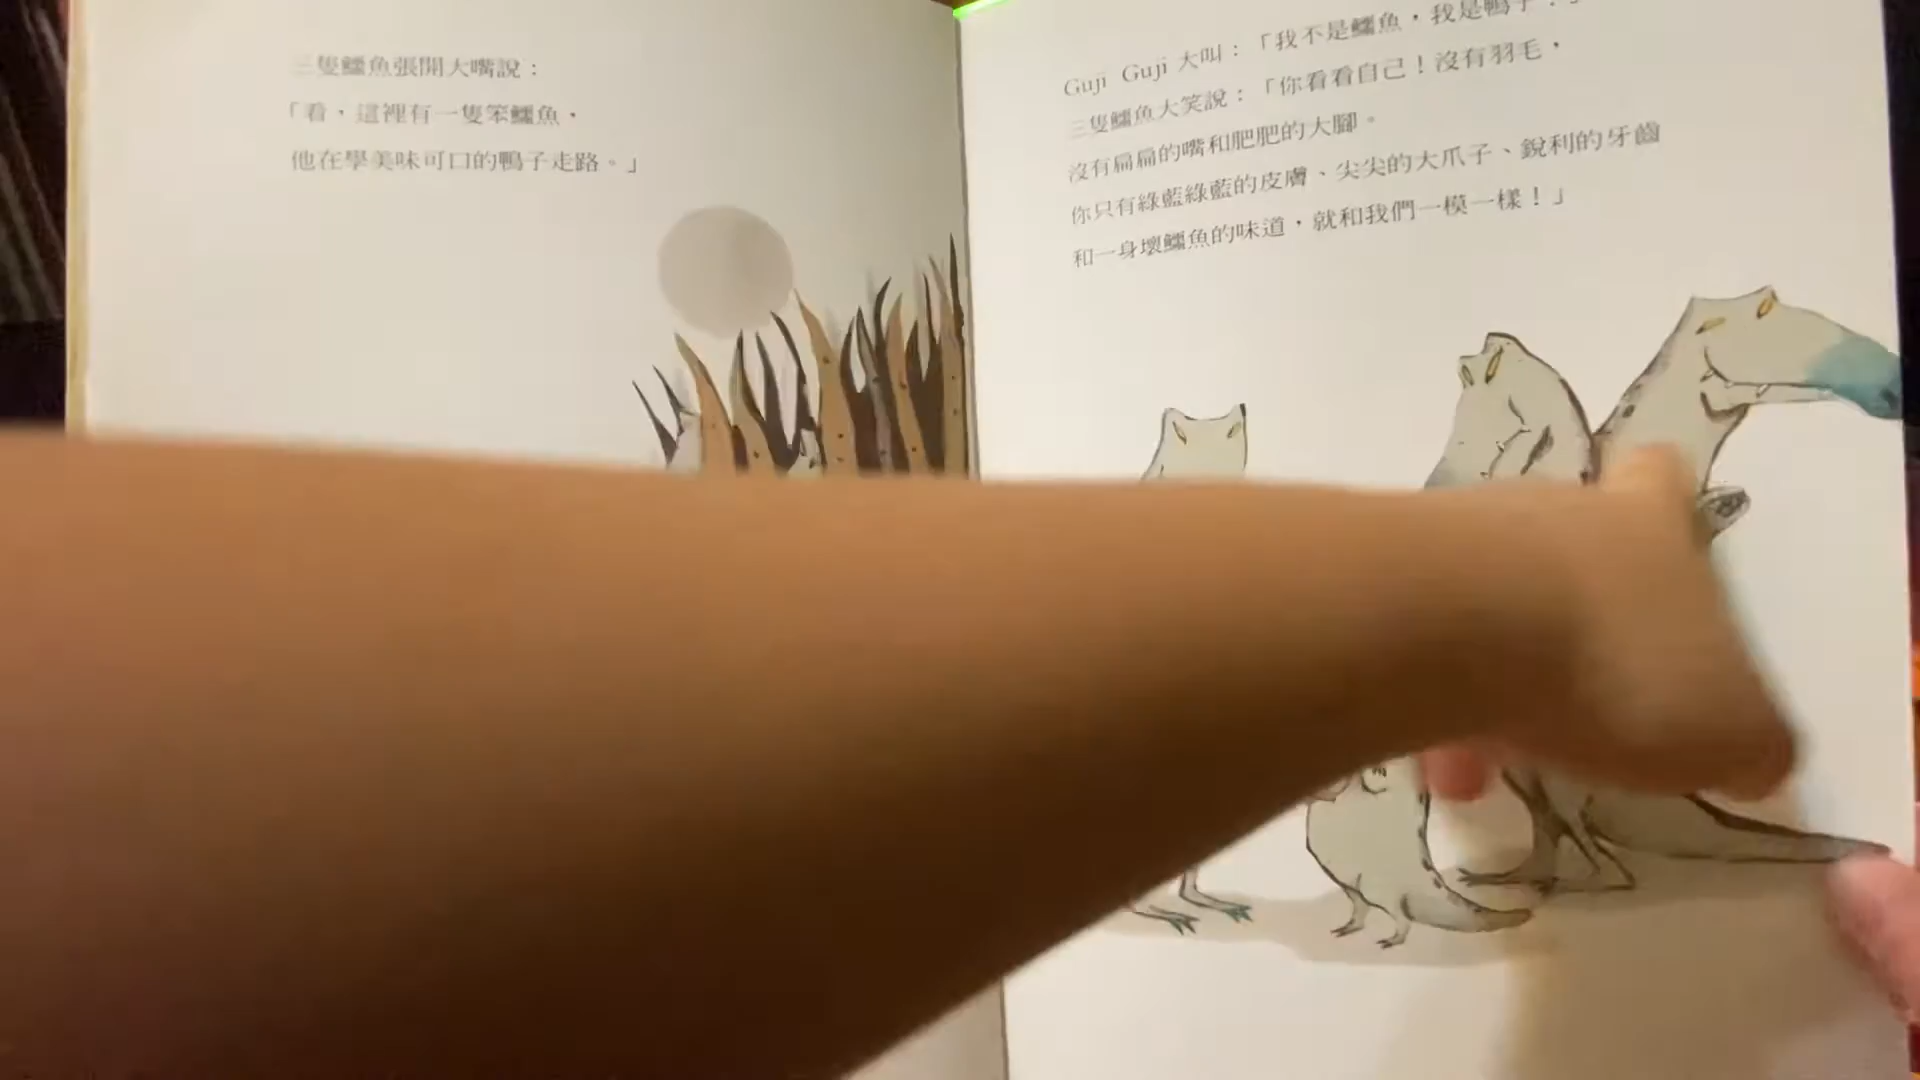 三隻鱷魚張開大嘴說：
「看，這裡有一隻笨鱷魚，
他在學美味可口的鴨子走路。」
Guji Guji 大叫：「我不是鱷魚，我是鴨子！」
三隻鱷魚大笑說：「你看看自己！沒有羽毛，
沒有扁扁的嘴和肥肥的大腳。
你只有綠藍綠藍的皮膚、尖尖的大爪子、銳利的牙齒
和一身壞鱷魚的味道，就和我們一模一樣！」